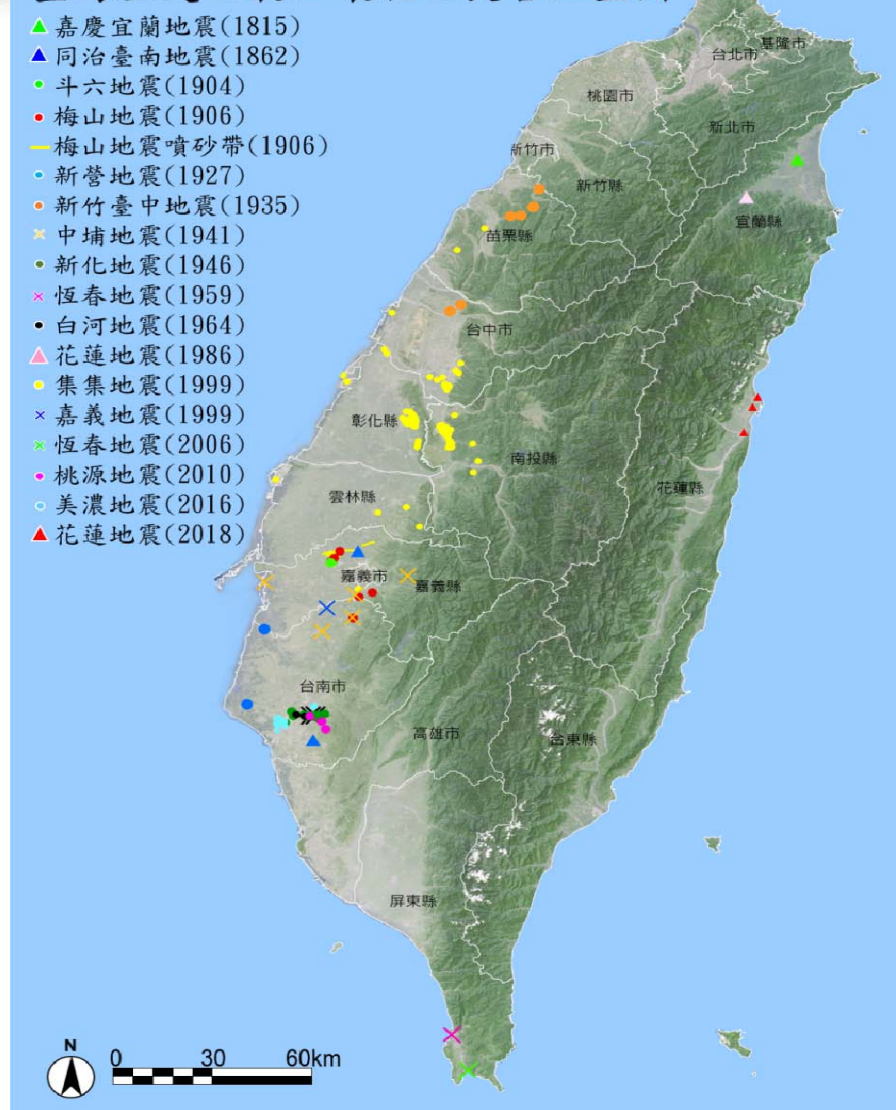 嘉慶宜蘭地震(1815)
同治臺南地震(1862)
斗六地震(1904)
梅山地震(1906)
梅山地震噴砂帶(1906)
新營地震(1927)
新竹臺中地震(1935)
中埔地震(1941)
新化地震(1946)
恆春地震(1959)
白河地震(1964)
花蓮地震(1986)
集集地震(1999)
嘉義地震(1999)
恆春地震(2006)
桃源地震(2010)
美濃地震(2016)
花蓮地震(2018)
基隆市
台北市
桃園市
新北市
新竹市
新竹縣
宜蘭縣
苗栗縣
台中市
彰化縣
南投縣
花蓮縣
雲林縣
嘉義市
嘉義縣
台南市
高雄市
台東縣
屏東縣
N
0 30 60km